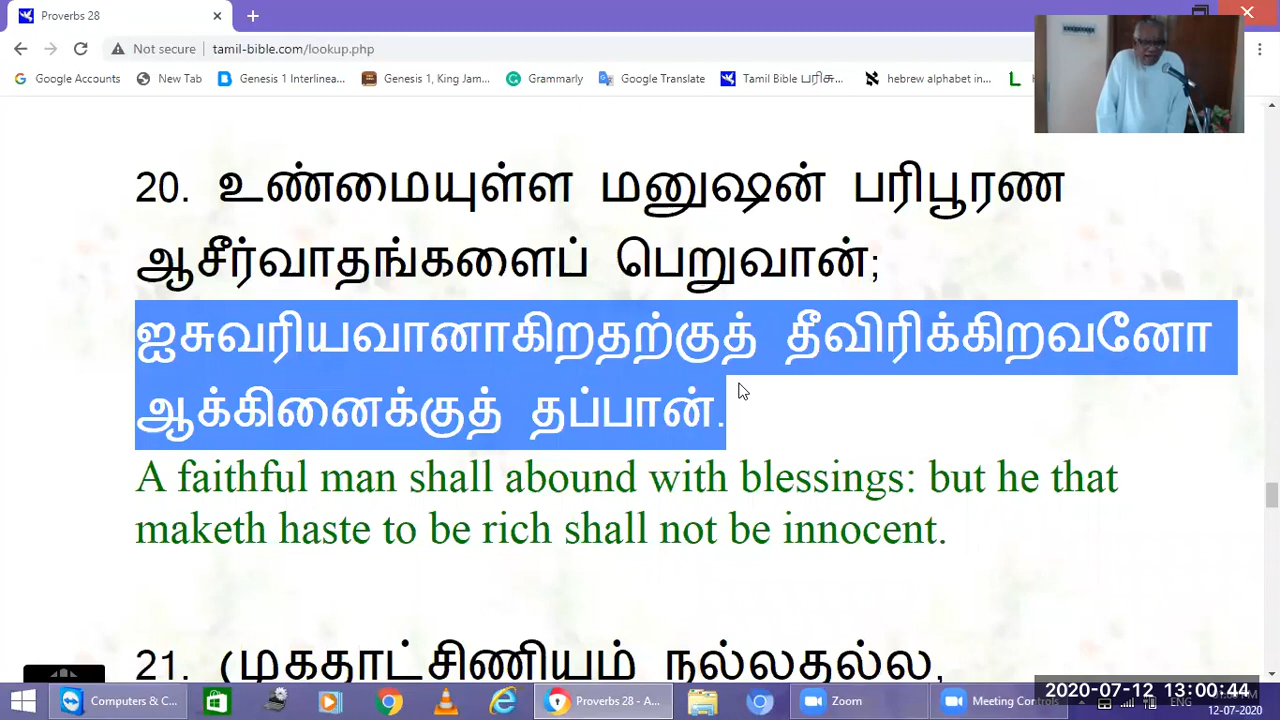 Proverbs 28
Not secure | tamil-bible.com/lookup.php
Google Accounts New Tab Genesis 1 Interlinea... Genesis 1, King Jam... Grammarly Google Translate Tamil Bible பரிசு... hebrew alphabet in...
20. உண்மையுள்ள மனுஷன் பரிபூரண
ஆசீர்வாதங்களைப் பெறுவான்;
ஐசுவரியவானாகிறதற்குத் தீவிரிக்கிறவனோ
ஆக்கினைக்குத் தப்பான்.
A faithful man shall abound with blessings: but he that
maketh haste to be rich shall not be innocent.
21. முகதாட்சிணியம் நல்லதல்ல,
Computers & C... Proverbs 28 - A... Zoom Meeting Controls ENG
2020-07-12 13:00:44
12-07-2020